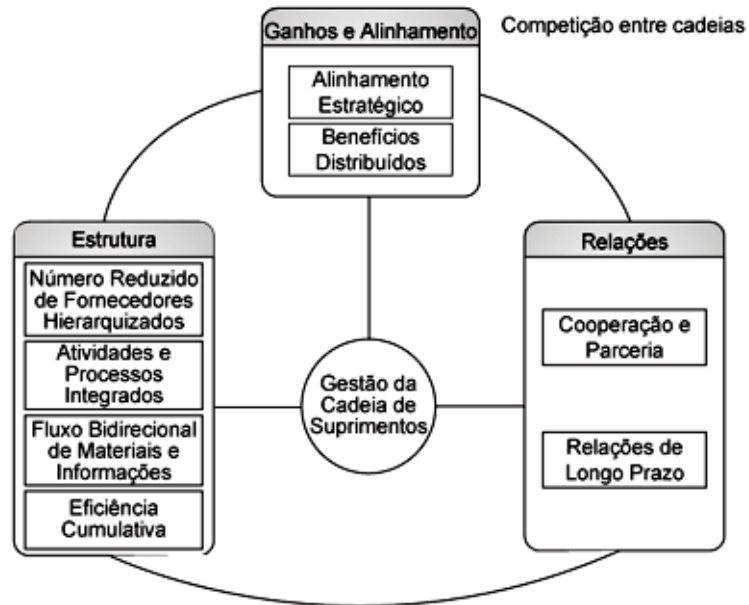 Ganhos e Alinhamento
Competição entre cadeias
Alinhamento
Estratégico
Benefícios
Distribuídos
Estrutura
Número Reduzido
de Fornecedores
Hierarquizados
Atividades e
Processos
Integrados
Fluxo Bidirecional
de Materiais e
Informações
Eficiência
Cumulativa
Gestão da
Cadeia de
Suprimentos
Relações
Cooperação e
Parceria
Relações de
Longo Prazo